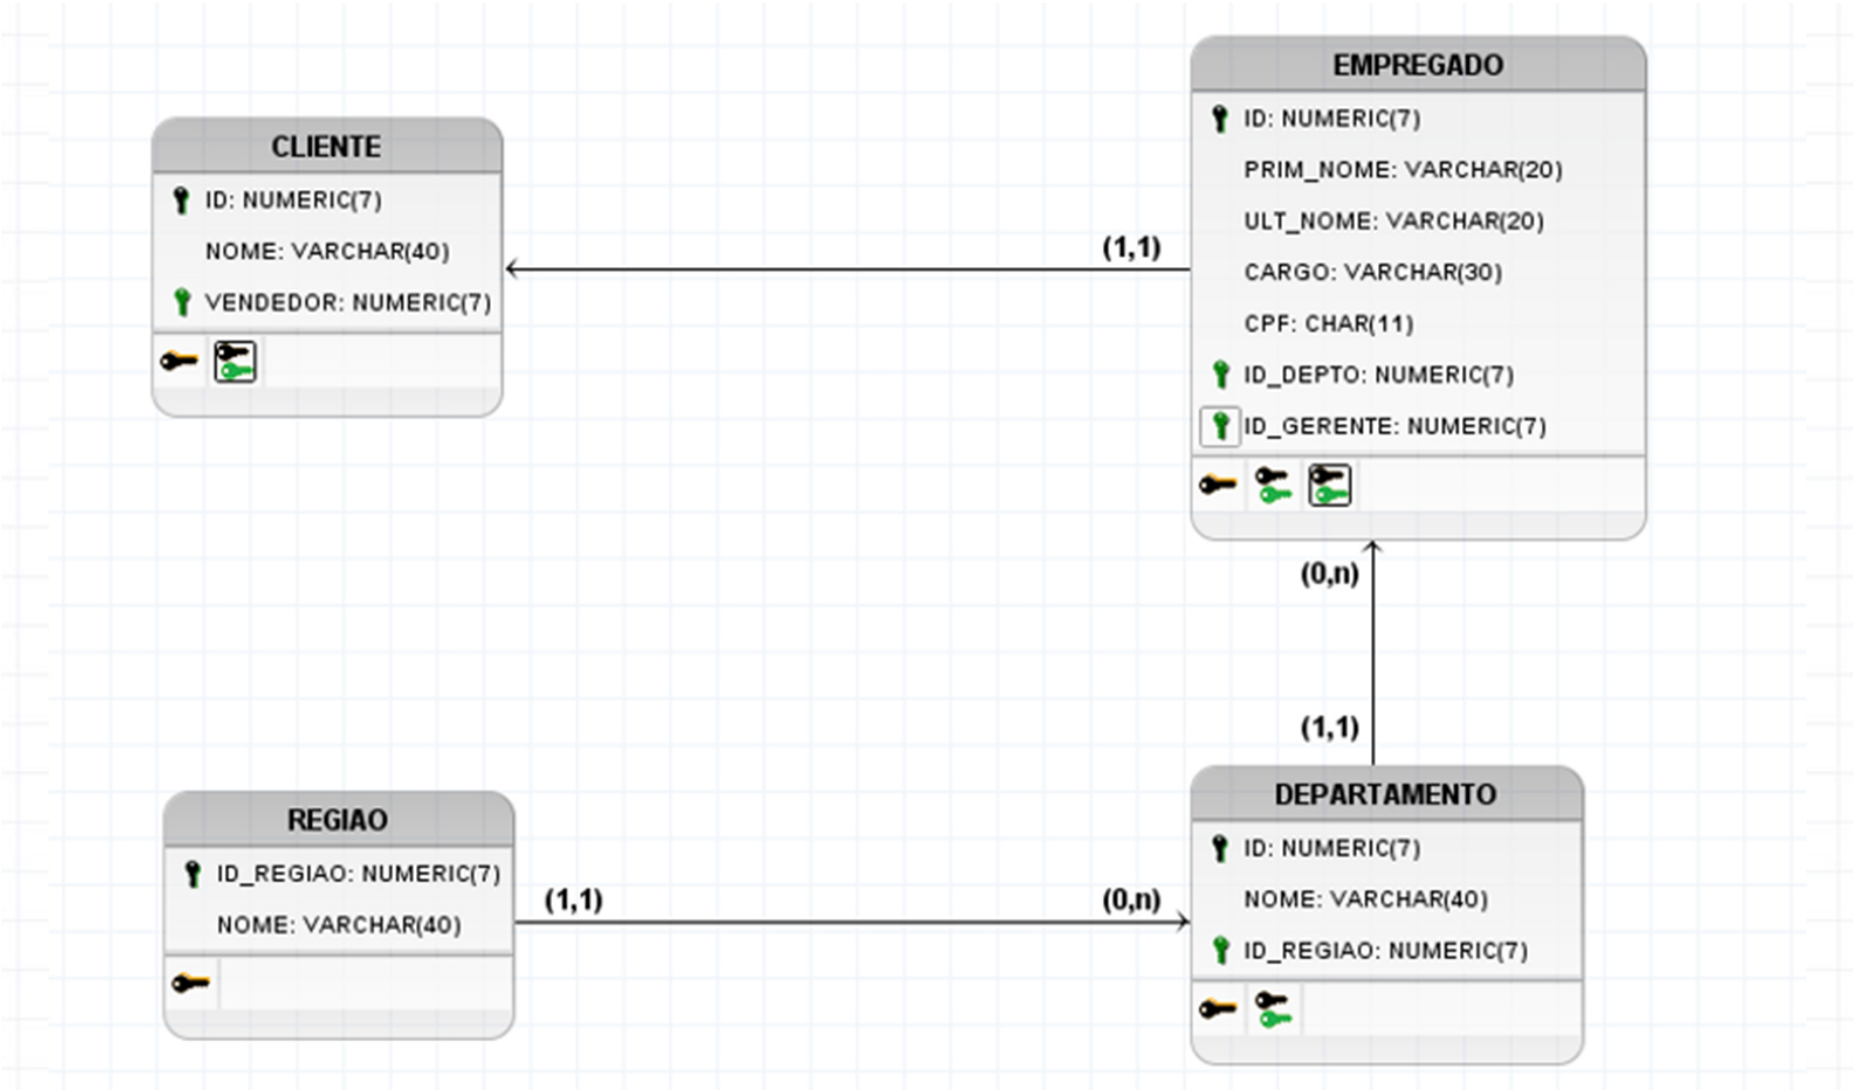 CLIENTE
ID: NUMERIC(7)
NOME: VARCHAR(40)
VENDEDOR: NUMERIC(7)
(1,1)
EMPREGADO
ID: NUMERIC(7)
PRIM_NOME: VARCHAR(20)
ULT_NOME: VARCHAR(20)
CARGO: VARCHAR(30)
CPF: CHAR(11)
ID_DEPTO: NUMERIC(7)
ID_GERENTE: NUMERIC(7)
(0,n)
(1,1)
REGIAO
ID_REGIAO: NUMERIC(7)
NOME: VARCHAR(40)
(1,1)
(0,n)
DEPARTAMENTO
ID: NUMERIC(7)
NOME: VARCHAR(40)
ID_REGIAO: NUMERIC(7)